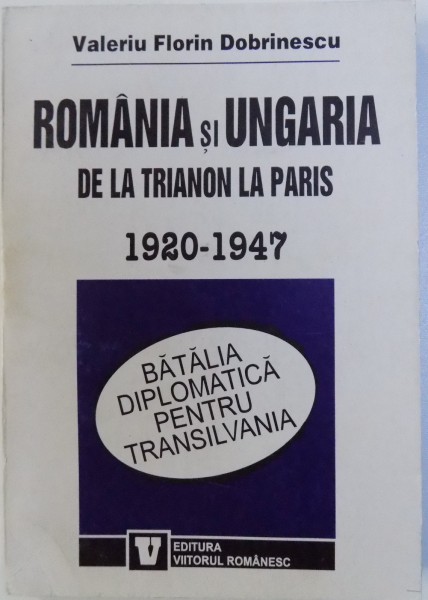 Valeriu Florin Dobrinescu
ROMÂNIA ȘI UNGARIA
DE LA TRIANON LA PARIS
1920-1947
BĂTĂLIA
DIPLOMATICĂ
PENTRU
TRANSILVANIA
V
EDITURA
VIITORUL ROMÂNESC